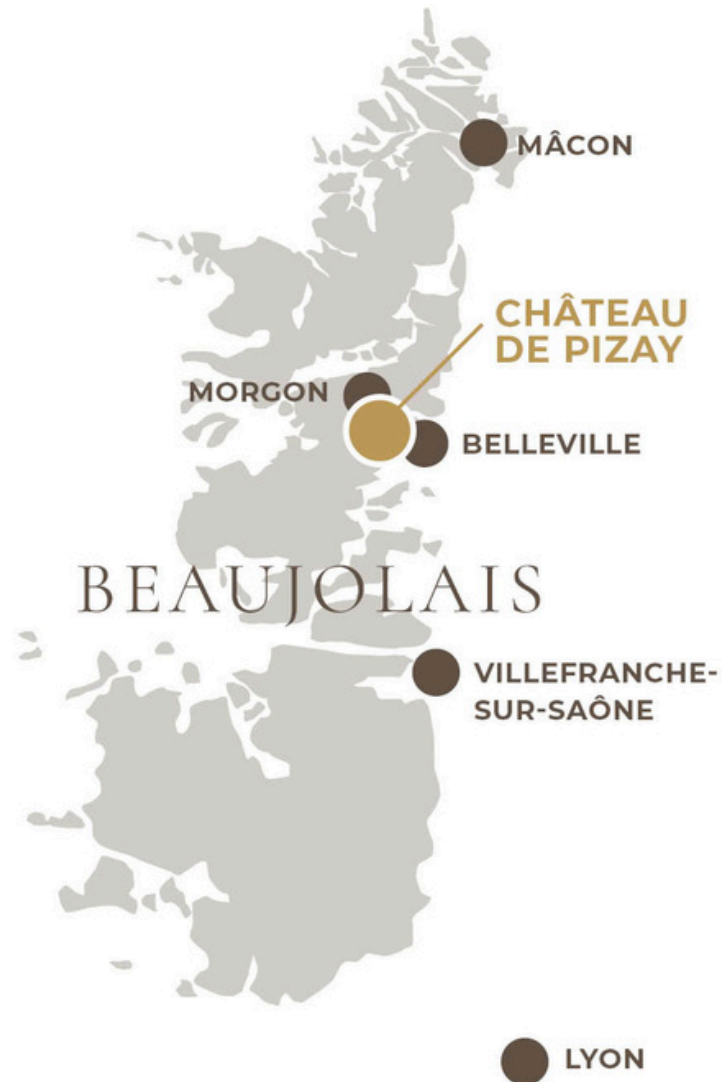 MÂCON
CHÂTEAU
DE PIZAY
MORGON
BELLEVILLE
BEAUJOLAIS
VILLEFRANCHE-
SUR-SAÔNE
LYON